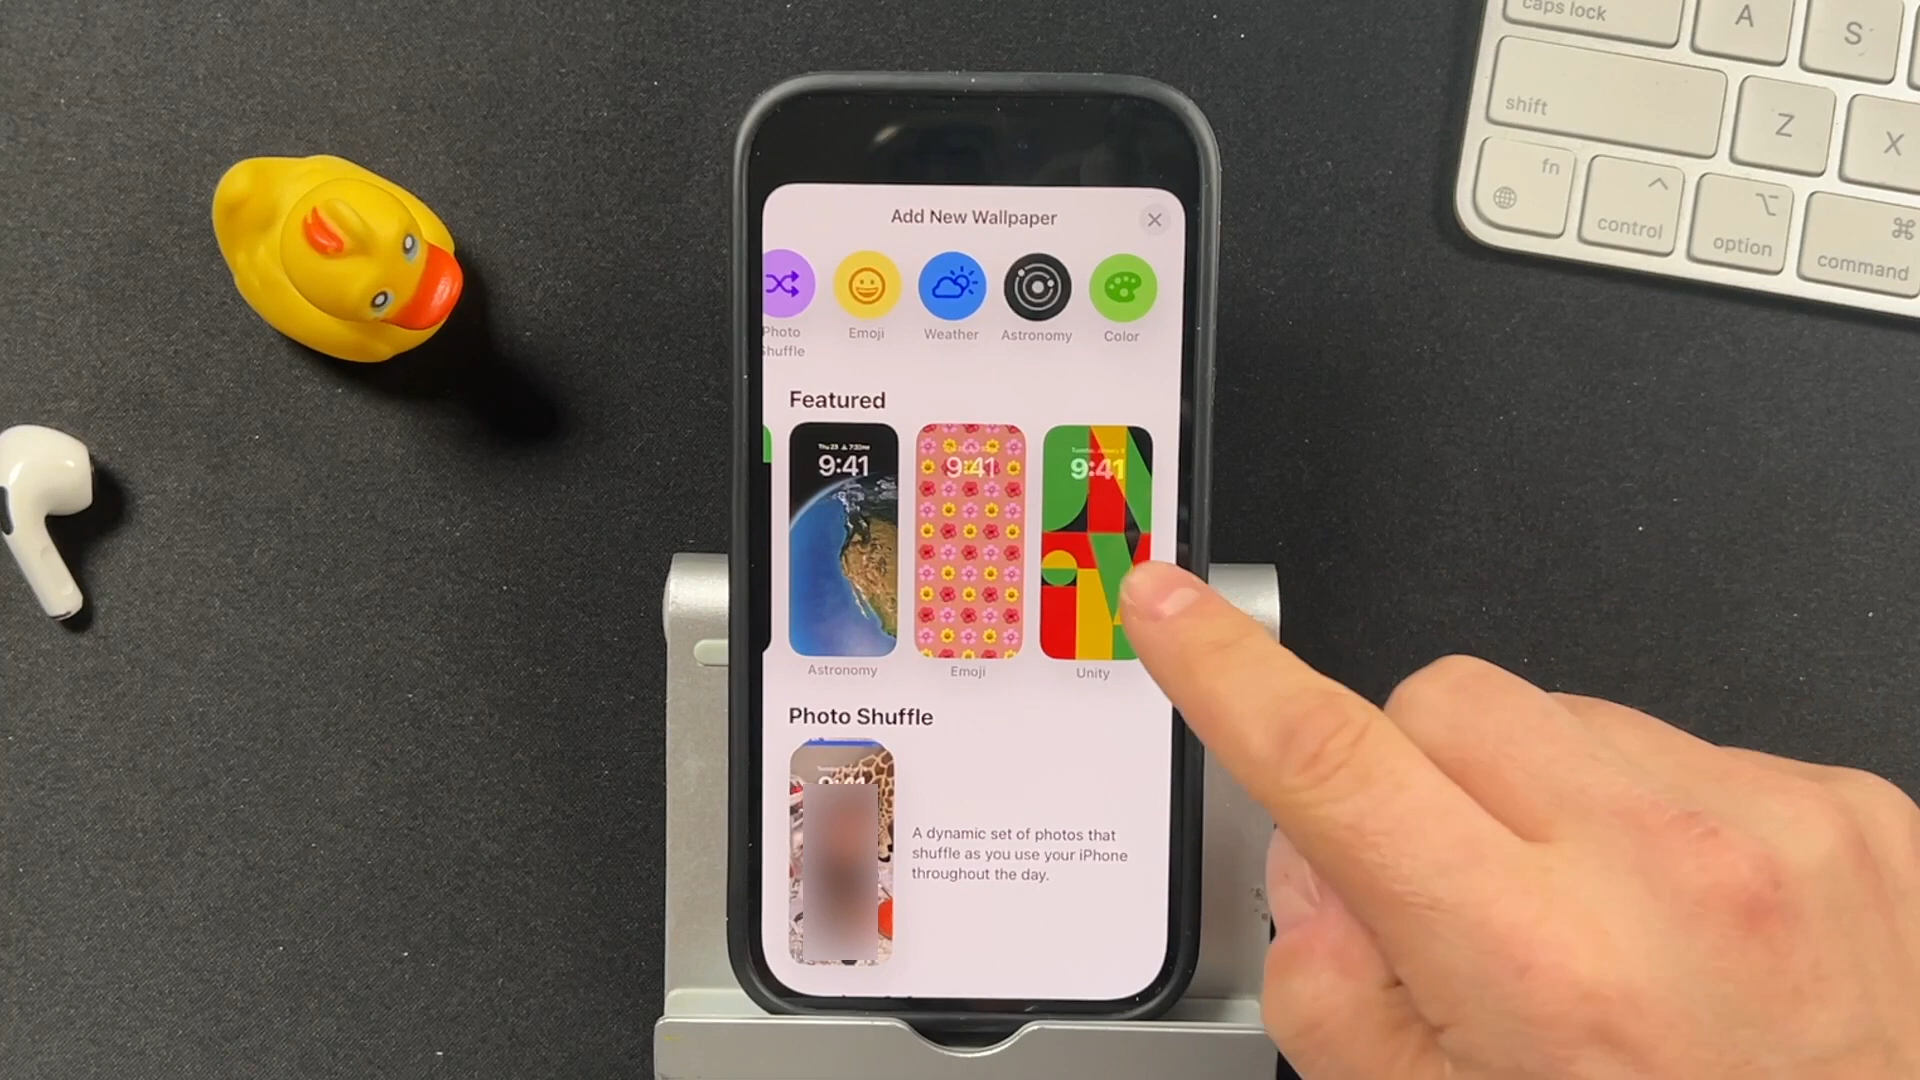 caps lock
A
S
shift
Z
X
fn
control
option
command
Add New Wallpaper
Photo
Shuffle
Emoji
Weather
Astronomy
Color
Featured
9:41
9:41
9:41
Astronomy
Emoji
Unity
Photo Shuffle
9:41
A dynamic set of photos that
shuffle as you use your iPhone
throughout the day.